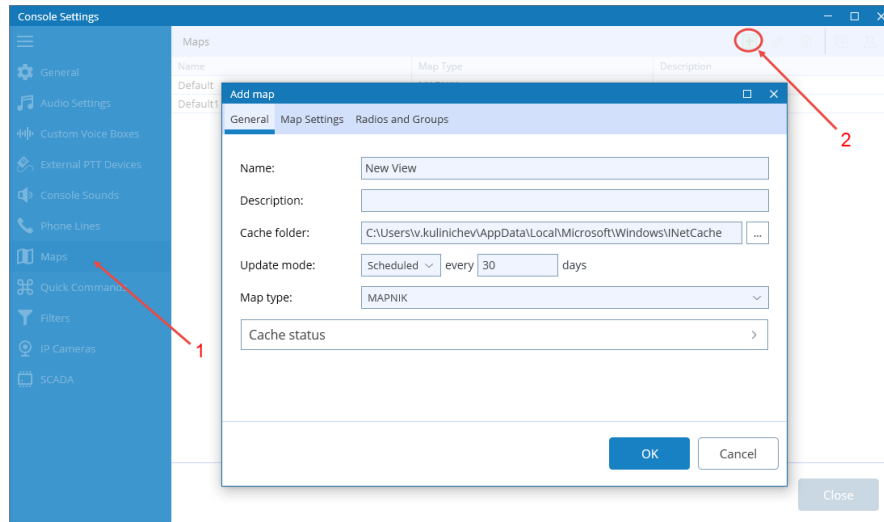 Console Settings
Maps
Name Map Type Description
Default
Default1
General
Audio Settings
Custom Voice Boxes
External PTT Devices
Console Sounds
Phone Lines
Maps
Quick Commands
Filters
IP Cameras
SCADA
Add map
General Map Settings Radios and Groups
Name: New View
Description:
Cache folder: C:\Users\v.kulinichev\AppData\Local\Microsoft\Windows\INetCache ...
Update mode: Scheduled every 30 days
Map type: MAPNIK
Cache status
OK Cancel
Close
1
2